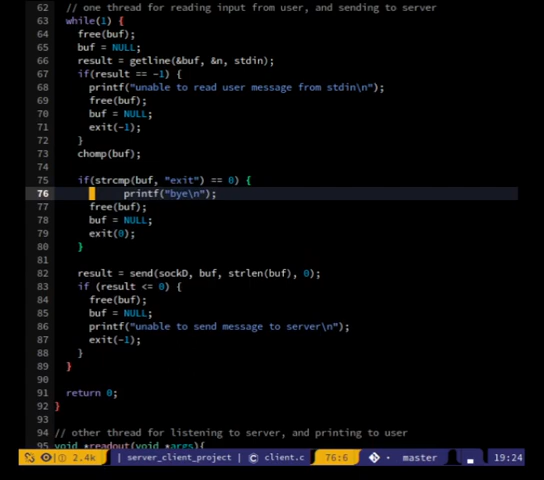 62 // one thread for reading input from user, and sending to server
63 while(1) {
64 free(buf);
65 buf = NULL;
66 result = getline(&buf, &n, stdin);
67 if(result == -1) {
68 printf("unable to read user message from stdin\n");
69 free(buf);
70 buf = NULL;
71 exit(-1);
72 }
73 chomp(buf);
74
75 if(strcmp(buf, "exit") == 0) {
76 printf("bye\n");
77 free(buf);
78 buf = NULL;
79 exit(0);
80 }
81
82 result = send(sockD, buf, strlen(buf), 0);
83 if (result <= 0) {
84 free(buf);
85 buf = NULL;
86 printf("unable to send message to server\n");
87 exit(-1);
88 }
89 }
90
91 return 0;
92 }
93
94 // other thread for listening to server, and printing to user
95 void *readout(void *args){
2.4k | server_client_project | C client.c 76:6 master 19:24